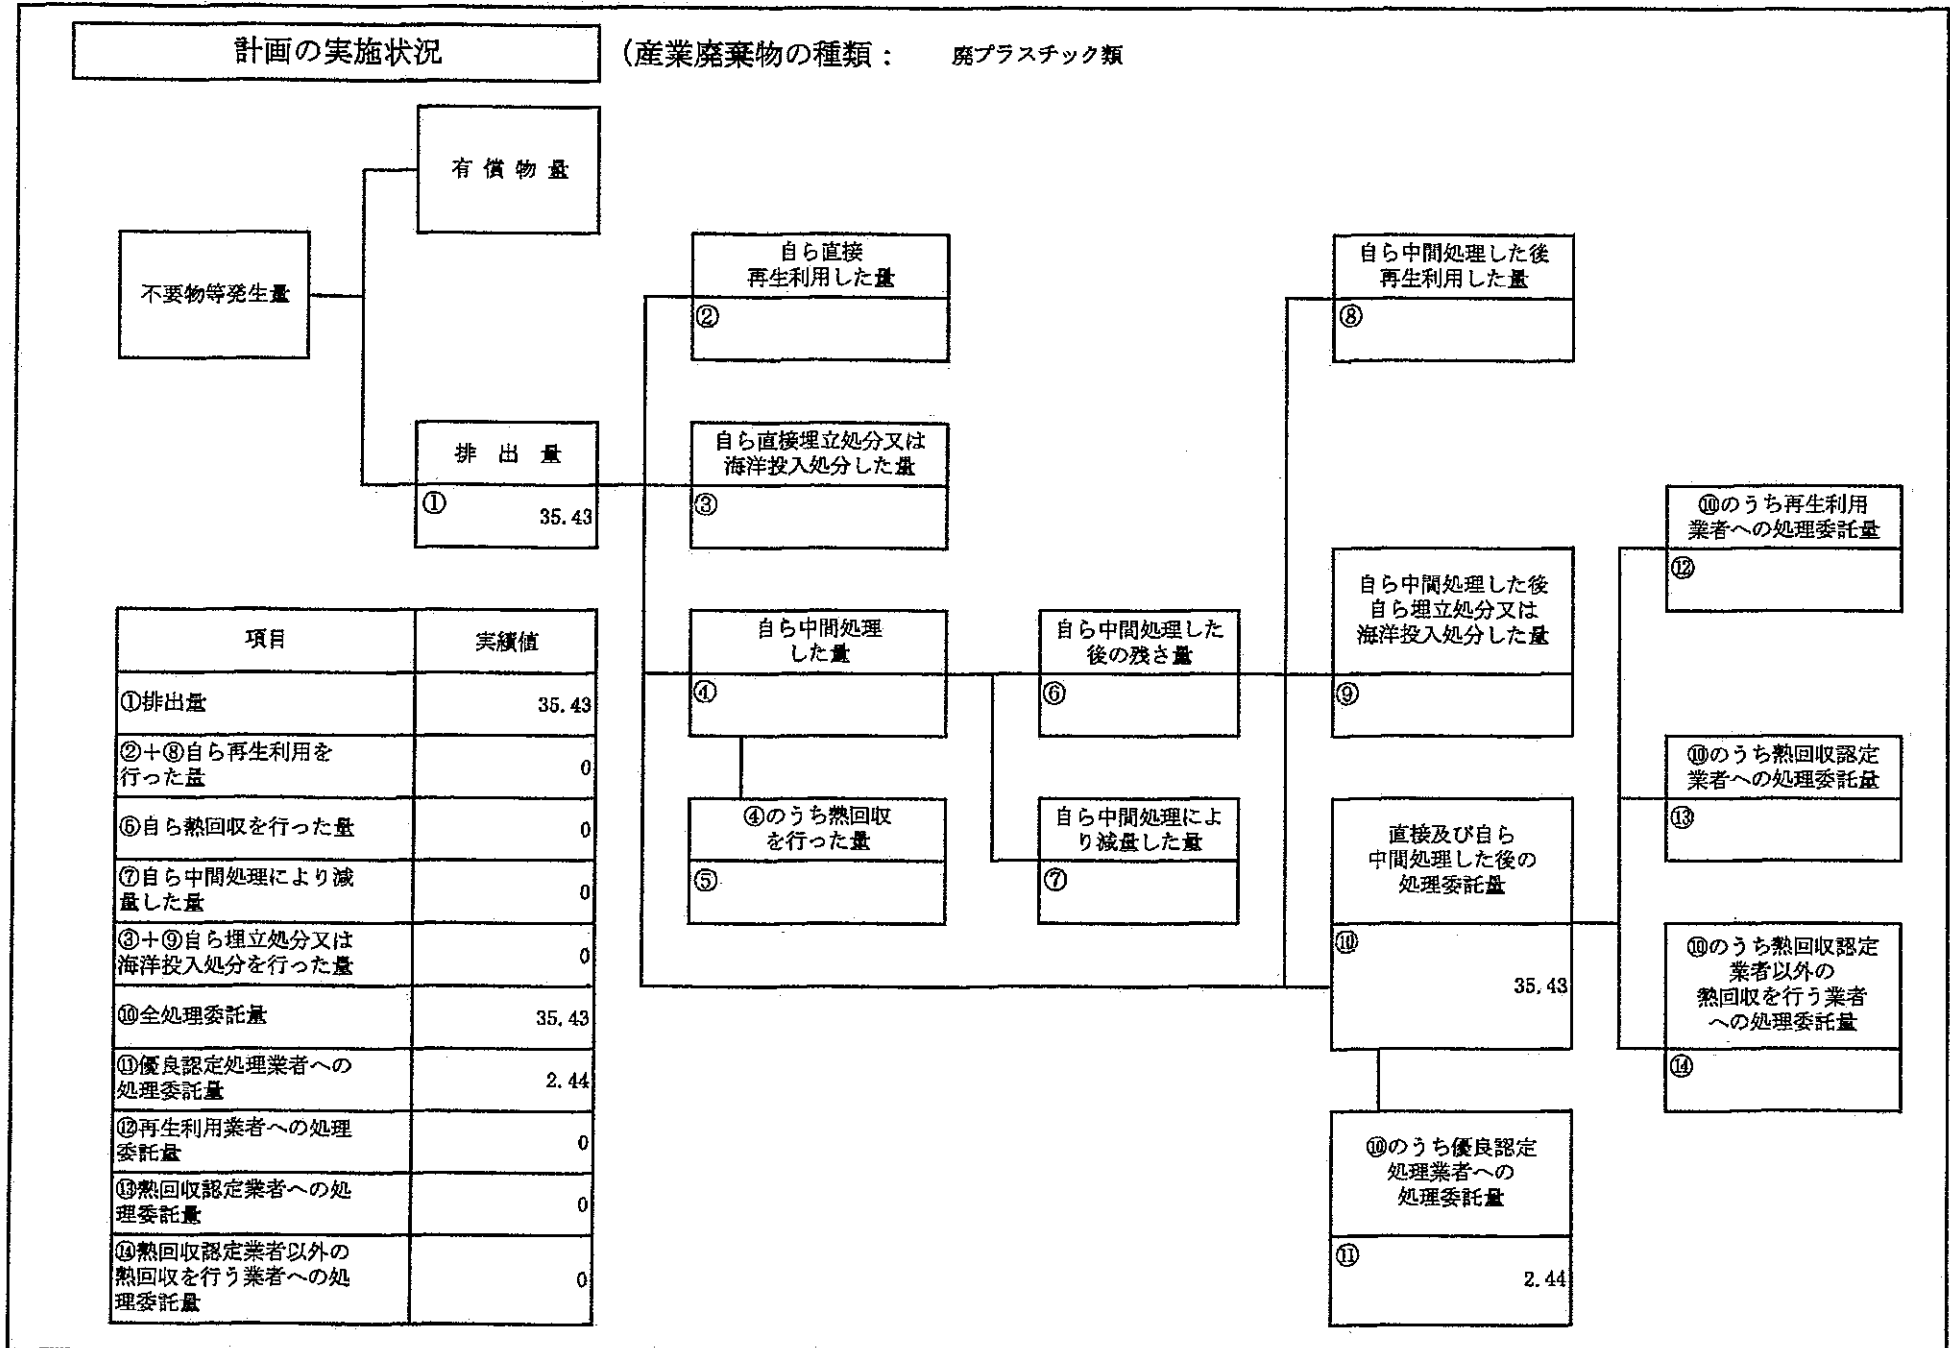 計画の実施状況
(産業廃棄物の種類： 廃プラスチック類
有償物量
不要物等発生量
排出量
① 35.43
自ら直接
再生利用した量
②
自ら直接埋立処分又は
海洋投入処分した量
③
自ら中間処理
した量
④
④のうち熱回収
を行った量
⑤
自ら中間処理した
後の残さ量
⑥
自ら中間処理によ
り減量した量
⑦
自ら中間処理した後
再生利用した量
⑧
自ら中間処理した後
自ら埋立処分又は
海洋投入処分した量
⑨
直接及び自ら
中間処理した後の
処理委託量
⑩
35.43
⑩のうち優良認定
処理業者への
処理委託量
⑪
2.44
⑩のうち再生利用
業者への処理委託量
⑫
⑩のうち熱回収認定
業者への処理委託量
⑬
⑩のうち熱回収認定
業者以外の
熱回収を行う業者
への処理委託量
⑭
項目 実績値
①排出量 35.43
②＋⑧自ら再生利用を
行った量 0
⑤自ら熱回収を行った量 0
⑦自ら中間処理により減
量した量 0
③＋⑨自ら埋立処分又は
海洋投入処分を行った量 0
⑩全処理委託量 35.43
⑪優良認定処理業者への
処理委託量 2.44
⑫再生利用業者への処理
委託量 0
⑬熱回収認定業者への処
理委託量 0
⑭熱回収認定業者以外の
熱回収を行う業者への処
理委託量 0